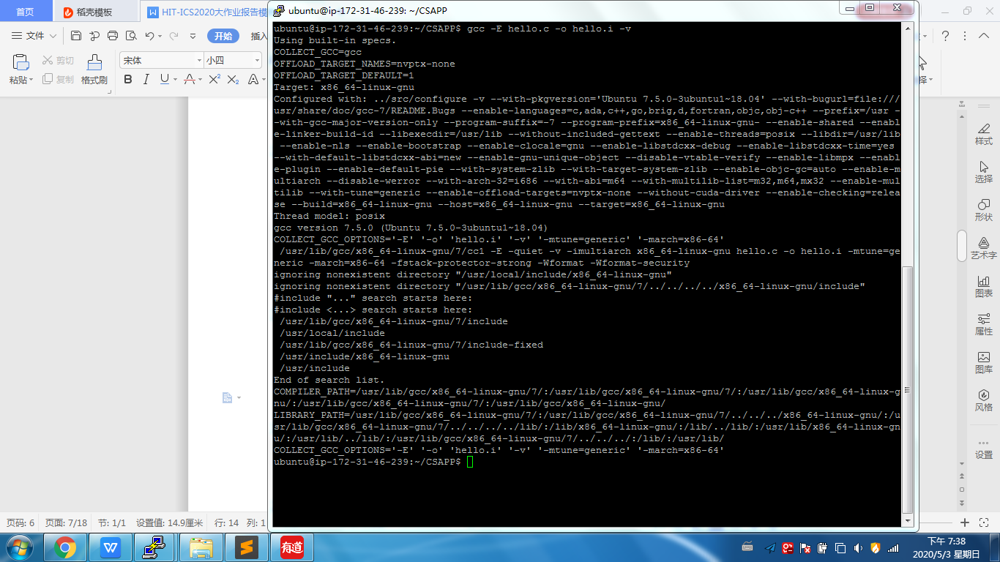 首页
稻壳模板
HIT-ICS2020大作业报告模
ubuntu@ip-172-31-46-239: ~/CSAPP
文件
开始
插入
粘贴
剪切
复制
格式刷
宋体
小四
ubuntu@ip-172-31-46-239:~/CSAPP$ gcc -E hello.c -o hello.i -v
Using built-in specs.
COLLECT_GCC=gcc
OFFLOAD_TARGET_NAMES=nvptx-none
OFFLOAD_TARGET_DEFAULT=1
Target: x86_64-linux-gnu
Configured with: ../src/configure -v --with-pkgversion='Ubuntu 7.5.0-3ubuntu1~18.04' --with-bugurl=file:///
usr/share/doc/gcc-7/README.Bugs --enable-languages=c,ada,c++,go,brig,d,fortran,objc,obj-c++ --prefix=/usr -
-with-gcc-major-version-only --program-suffix=-7 --program-prefix=x86_64-linux-gnu- --enable-shared --enabl
e-linker-build-id --libexecdir=/usr/lib --without-included-gettext --enable-threads=posix --libdir=/usr/lib
 --enable-nls --enable-bootstrap --enable-clocale=gnu --enable-libstdcxx-debug --enable-libstdcxx-time=yes
--with-default-libstdcxx-abi=new --enable-gnu-unique-object --disable-vtable-verify --enable-libmpx --enabl
e-plugin --enable-default-pie --with-system-zlib --with-target-system-zlib --enable-objc-gc=auto --enable-m
ultiarch --disable-werror --with-arch-32=i686 --with-abi=m64 --with-multilib-list=m32,m64,mx32 --enable-mul
tilib --with-tune=generic --enable-offload-targets=nvptx-none --without-cuda-driver --enable-checking=relea
se --build=x86_64-linux-gnu --host=x86_64-linux-gnu --target=x86_64-linux-gnu
Thread model: posix
gcc version 7.5.0 (Ubuntu 7.5.0-3ubuntu1~18.04)
COLLECT_GCC_OPTIONS='-E' '-o' 'hello.i' '-v' '-mtune=generic' '-march=x86-64'
 /usr/lib/gcc/x86_64-linux-gnu/7/cc1 -E -quiet -v -imultiarch x86_64-linux-gnu hello.c -o hello.i -mtune=ge
neric -march=x86-64 -fstack-protector-strong -Wformat -Wformat-security
ignoring nonexistent directory "/usr/local/include/x86_64-linux-gnu"
ignoring nonexistent directory "/usr/lib/gcc/x86_64-linux-gnu/7/../../../../x86_64-linux-gnu/include"
#include "..." search starts here:
#include <...> search starts here:
 /usr/lib/gcc/x86_64-linux-gnu/7/include
 /usr/local/include
 /usr/lib/gcc/x86_64-linux-gnu/7/include-fixed
 /usr/include/x86_64-linux-gnu
 /usr/include
End of search list.
COMPILER_PATH=/usr/lib/gcc/x86_64-linux-gnu/7/:/usr/lib/gcc/x86_64-linux-gnu/7/:/usr/lib/gcc/x86_64-linux-g
nu/:/usr/lib/gcc/x86_64-linux-gnu/7/:/usr/lib/gcc/x86_64-linux-gnu/
LIBRARY_PATH=/usr/lib/gcc/x86_64-linux-gnu/7/:/usr/lib/gcc/x86_64-linux-gnu/7/../../../x86_64-linux-gnu/:/u
sr/lib/gcc/x86_64-linux-gnu/7/../../../../lib/:/lib/x86_64-linux-gnu/:/lib/../lib/:/usr/lib/x86_64-linux-gn
u/:/usr/lib/../lib/:/usr/lib/gcc/x86_64-linux-gnu/7/../../../:/lib/:/usr/lib/
COLLECT_GCC_OPTIONS='-E' '-o' 'hello.i' '-v' '-mtune=generic' '-march=x86-64'
ubuntu@ip-172-31-46-239:~/CSAPP$
样式
选择
形状
艺术字
图表
属性
图库
风格
设置
页码: 6 页面: 7/18 节: 1/1 设置值: 14.9厘米 行: 14 列: 1
有道
下午 7:38
2020/5/3 星期日